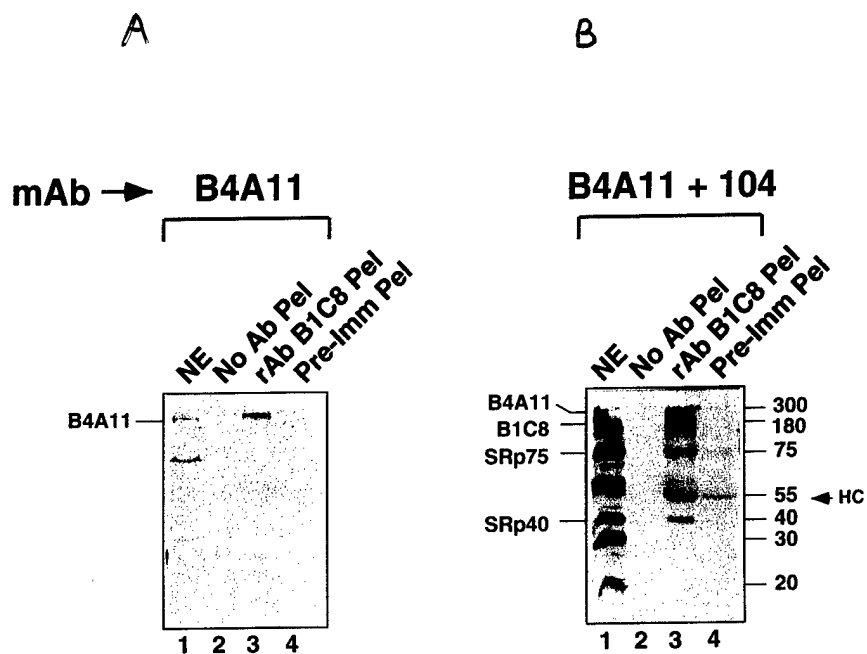 A
B
mAb → B4A11
B4A11 + 104
NE
No Ab Pel
rAb B1C8 Pel
Pre-Imm Pel
NE
No Ab Pel
rAb B1C8 Pel
Pre-Imm Pel
B4A11
B4A11
B1C8
SRp75
SRp40
300
180
75
55
40
30
20
HC
1 2 3 4
1 2 3 4